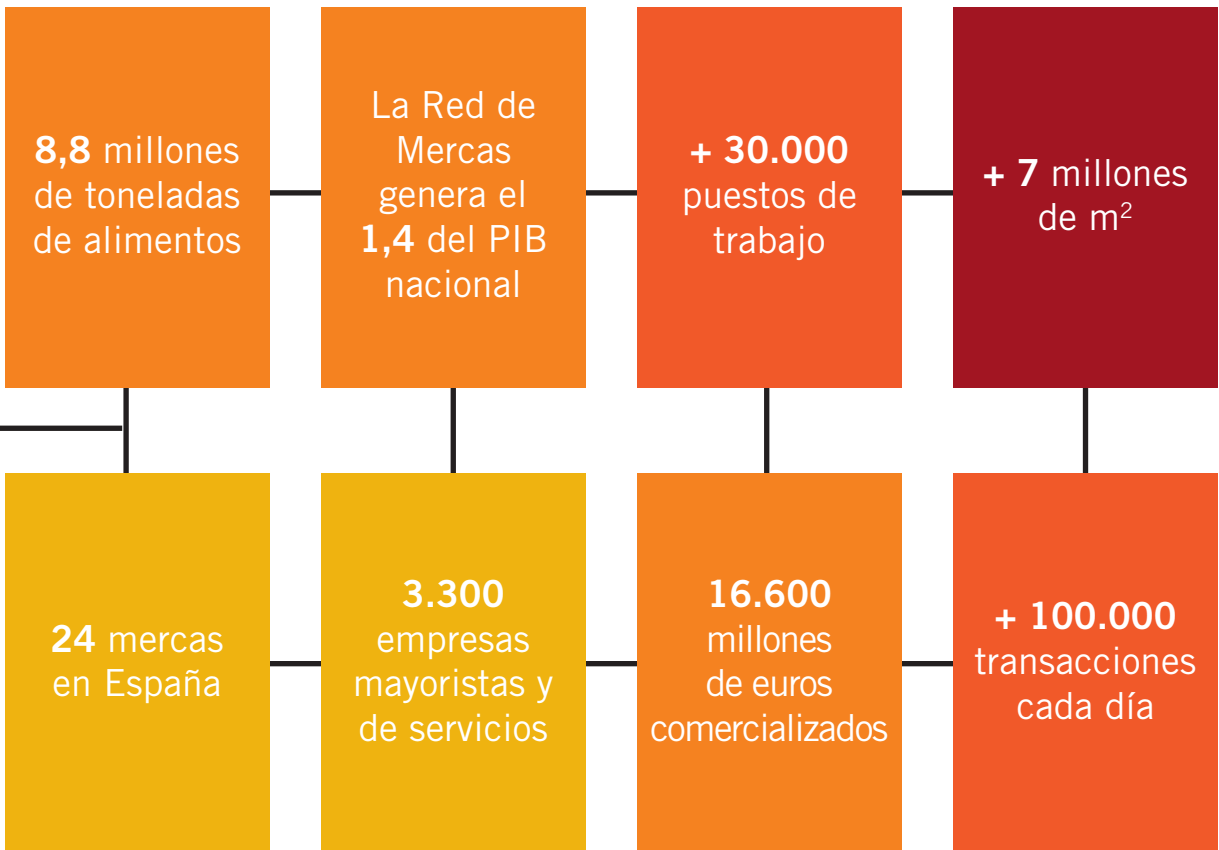 8,8 millones
de toneladas
de alimentos
La Red de
Mercas
genera el
1,4 del PIB
nacional
+ 30.000
puestos de
trabajo
+ 7 millones
de m²
24 mercas
en España
3.300
empresas
mayoristas y
de servicios
16.600
millones
de euros
comercializados
+ 100.000
transacciones
cada día